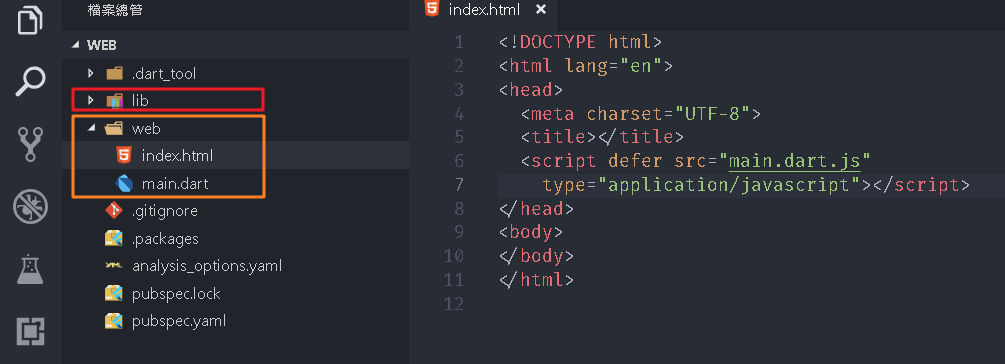 檔案總管
WEB
.dart_tool
lib
web
index.html
main.dart
.gitignore
.packages
analysis_options.yaml
pubspec.lock
pubspec.yaml
index.html ×
1 <!DOCTYPE html>
2 <html lang="en">
3 <head>
4   <meta charset="UTF-8">
5   <title></title>
6   <script defer src="main.dart.js"
7     type="application/javascript"></script>
8 </head>
9 <body>
10 </body>
11 </html>
12